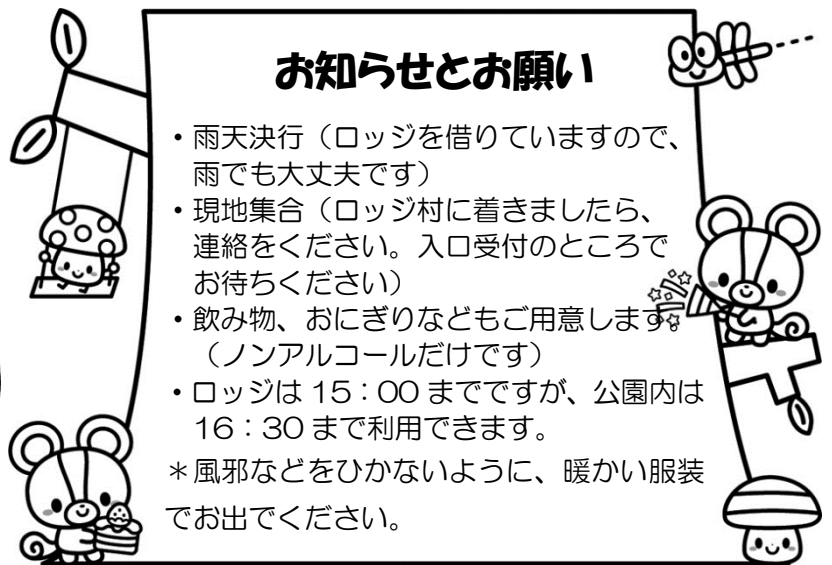 お知らせとお願い
・雨天決行（ロッジを借りていますので、
雨でも大丈夫です）
・現地集合（ロッジ村に着きましたら、
連絡をください。入口受付のところで
お待ちください）
・飲み物、おにぎりなどもご用意します。
（ノンアルコールだけです）
・ロッジは 15：00 までですが、公園内は
16：30 まで利用できます。
＊風邪などをひかないように、暖かい服装
でお出でください。